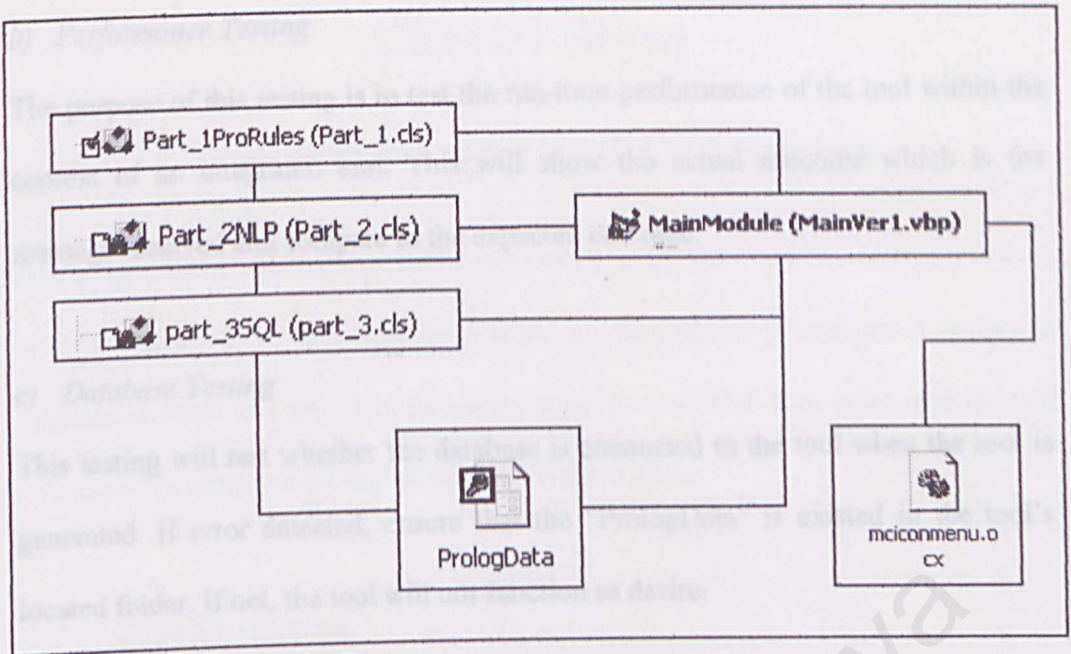 b) Performance Testing
The purpose of this testing is to test the run-time performance of the tool within the
context of an integrated tool. This will show the actual outcome which is the
the expected
Part_1ProRules (Part_1.cls)
Part_2NLP (Part_2.cls)
MainModule (MainVer1.vbp)
part_3SQL (part_3.cls)
c) Database Testing
This testing will test whether the database is connected to the tool when the tool is
generated. If error detected, ensure that the "PrologData" is existed in the tool's
located folder. If not, the tool will not function as desire.
PrologData
mciconmenu.o
cx